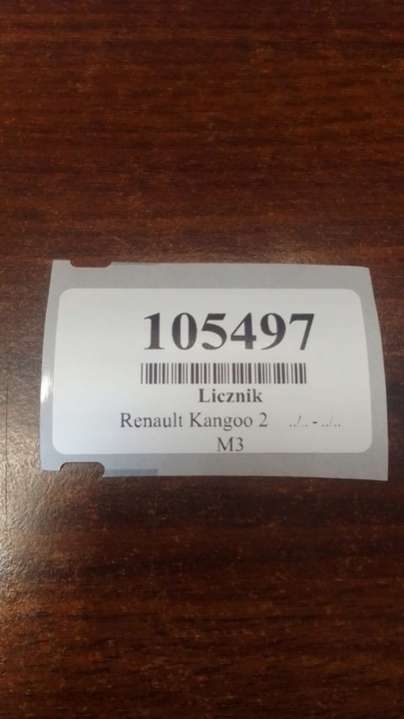 105497
Licznik
Renault Kangoo 2 ../.. - ../..
M3